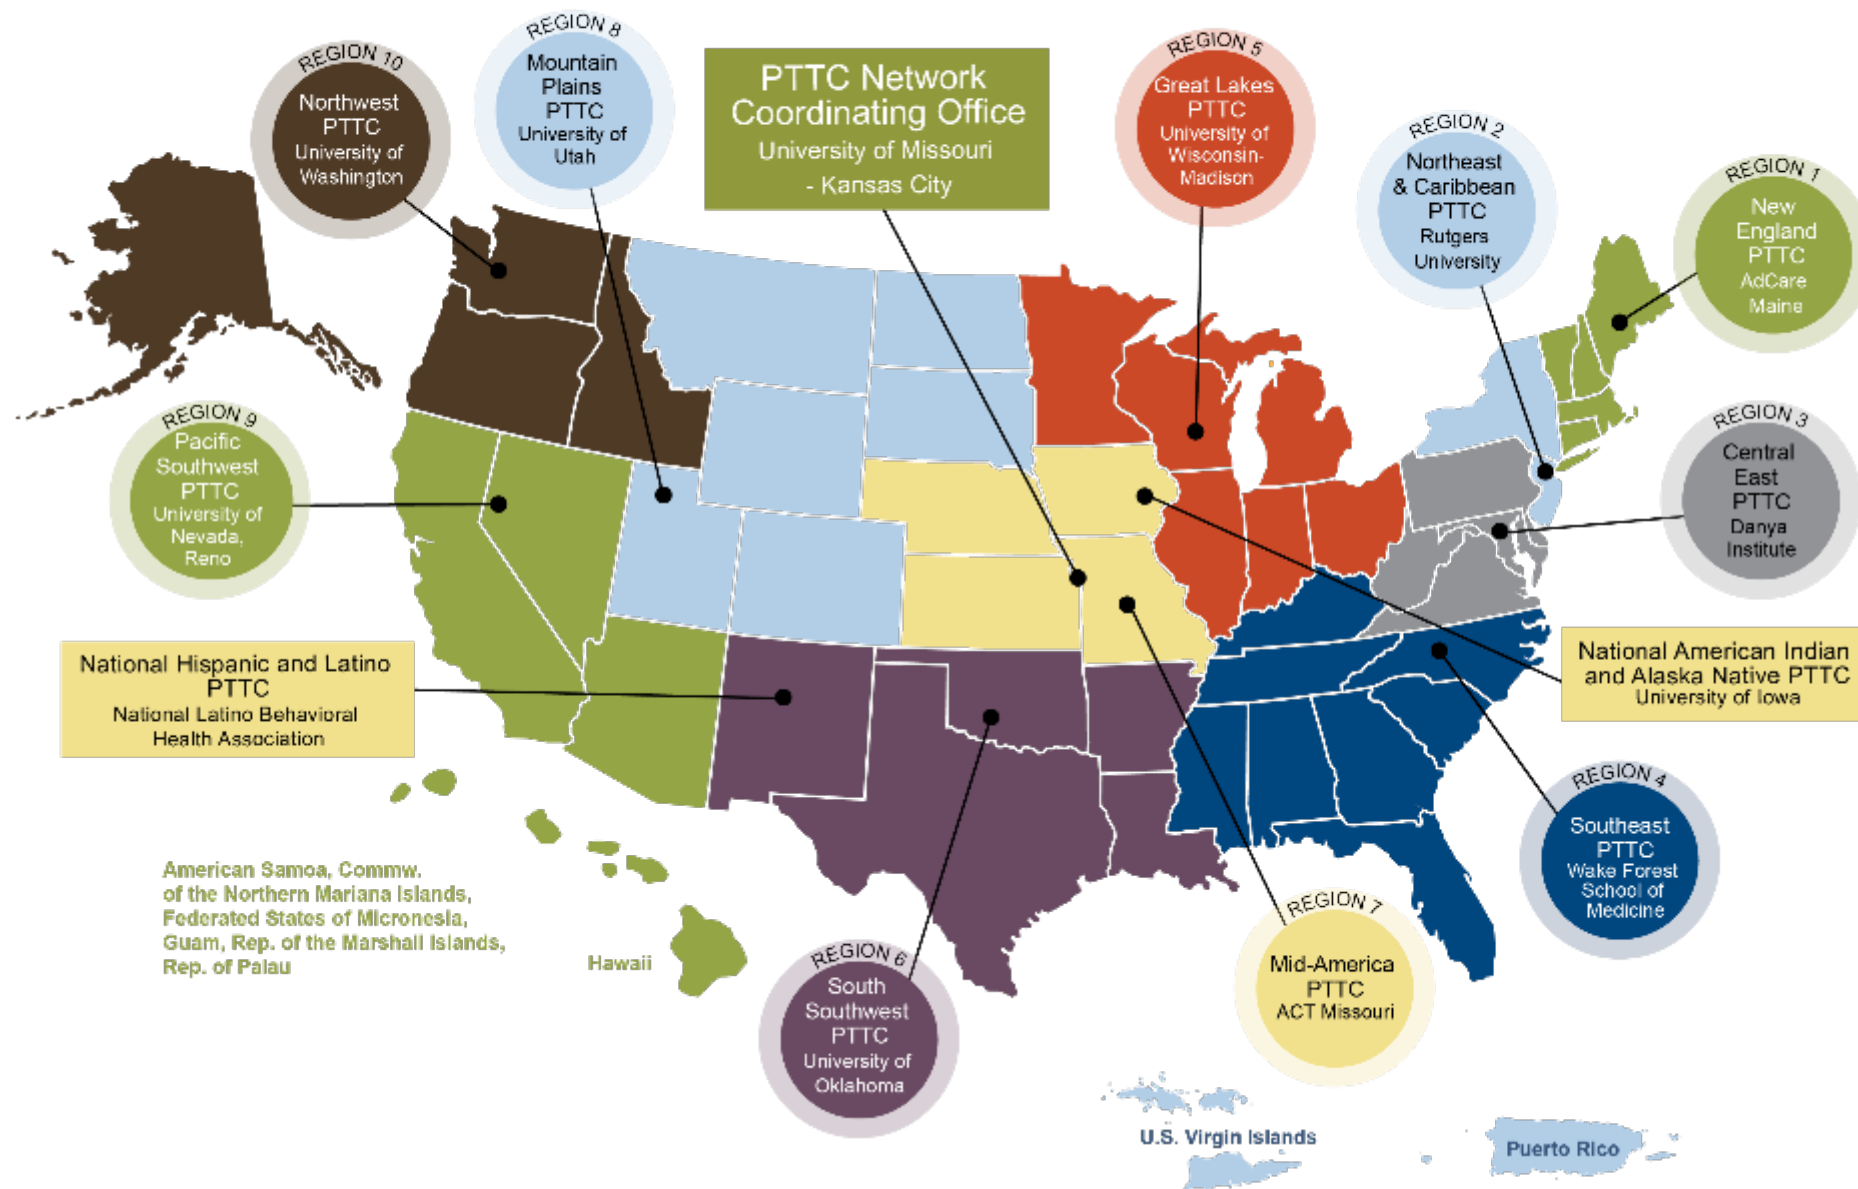 REGION 10
Northwest
PTTC
University of
Washington
REGION 8
Mountain
Plains
PTTC
University of
Utah
PTTC Network
Coordinating Office
University of Missouri
- Kansas City
REGION 5
Great Lakes
PTTC
University of
Wisconsin-
Madison
REGION 2
Northeast
& Caribbean
PTTC
Rutgers
University
REGION 1
New
England
PTTC
AdCare
Maine
REGION 9
Pacific
Southwest
PTTC
University of
Nevada,
Reno
REGION 3
Central
East
PTTC
Danya
Institute
National Hispanic and Latino
PTTC
National Latino Behavioral
Health Association
National American Indian
and Alaska Native PTTC
University of Iowa
REGION 4
Southeast
PTTC
Wake Forest
School of
Medicine
American Samoa, Commw.
of the Northern Mariana Islands,
Federated States of Micronesia,
Guam, Rep. of the Marshall Islands,
Rep. of Palau
Hawaii
REGION 6
South
Southwest
PTTC
University of
Oklahoma
REGION 7
Mid-America
PTTC
ACT Missouri
U.S. Virgin Islands
Puerto Rico